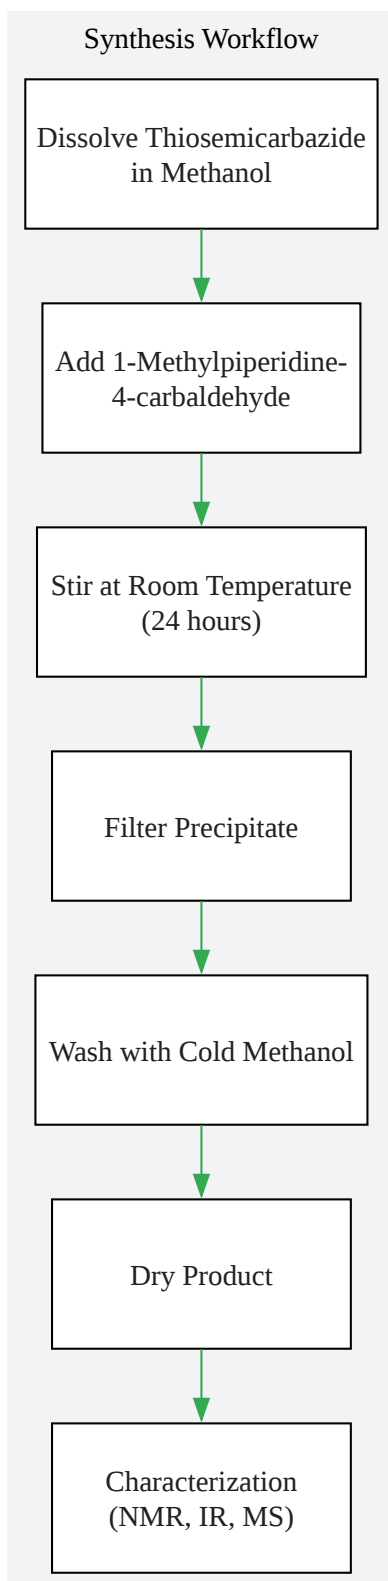 Synthesis Workflow
Dissolve Thiosemicarbazide
in Methanol
Add 1-Methylpiperidine-
4-carbaldehyde
Stir at Room Temperature
(24 hours)
Filter Precipitate
Wash with Cold Methanol
Dry Product
Characterization
(NMR, IR, MS)